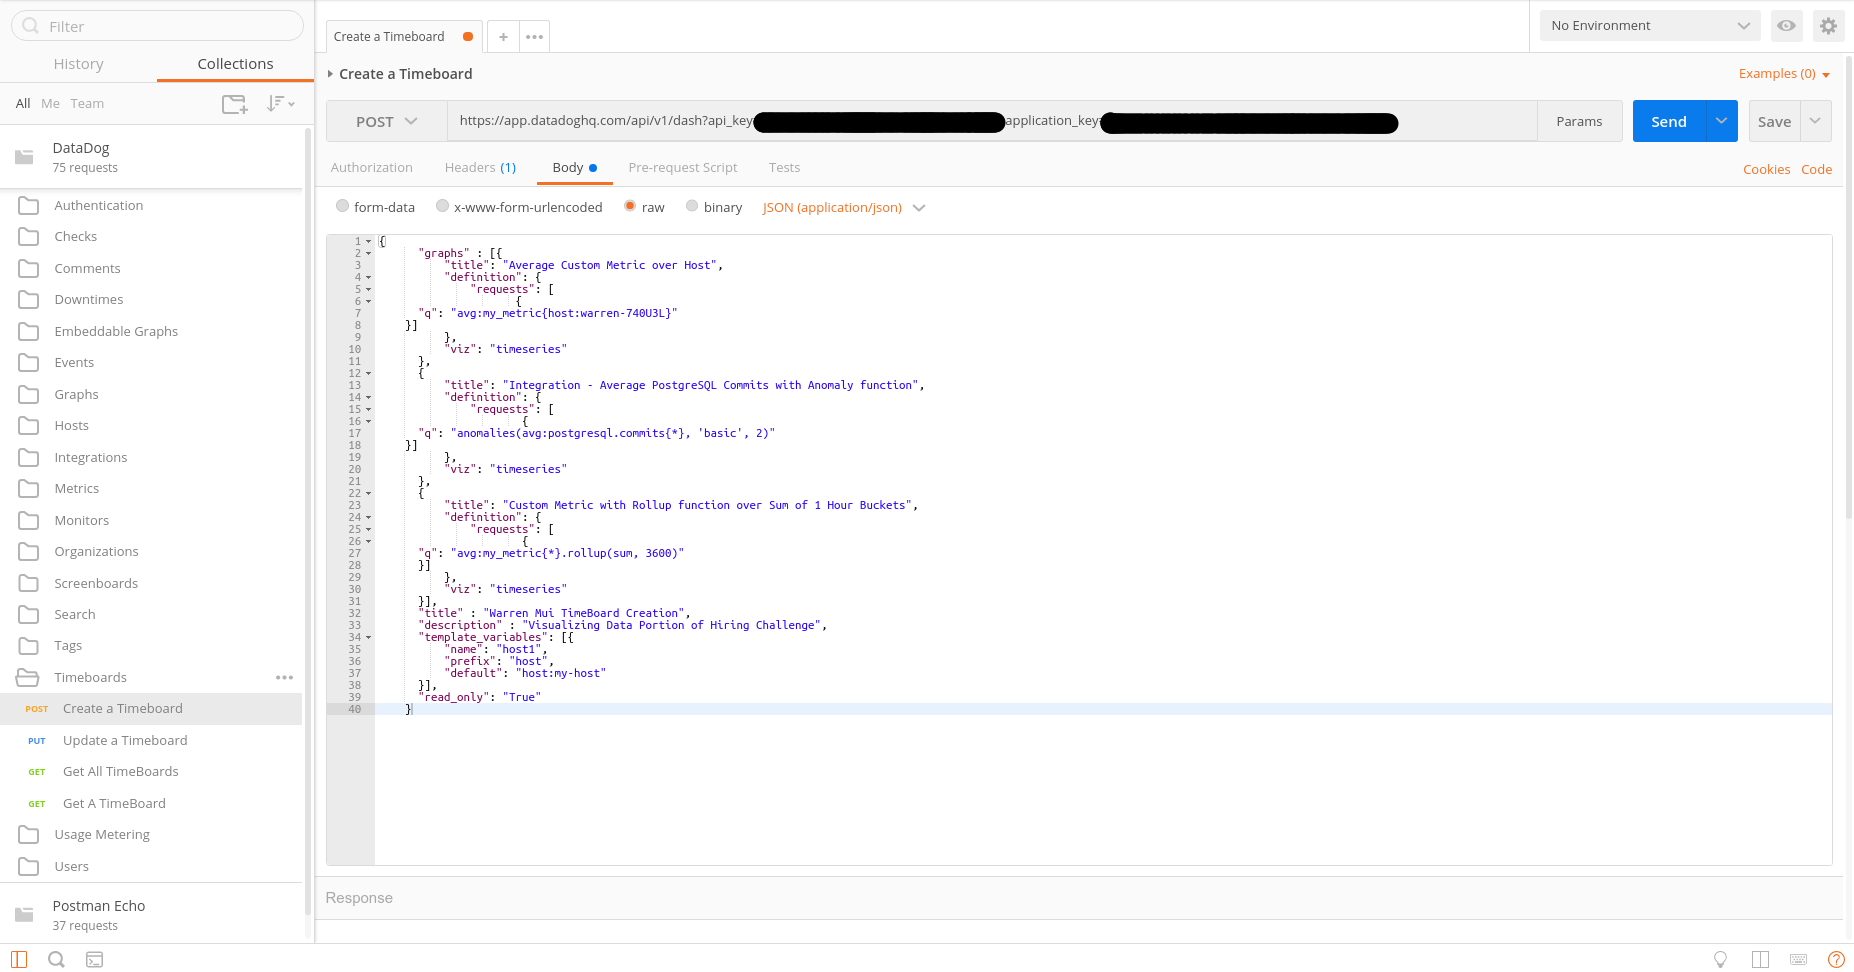 Filter
History
Collections
All Me Team
DataDog
75 requests
Authentication
Checks
Comments
Downtimes
Embeddable Graphs
Events
Graphs
Hosts
Integrations
Metrics
Monitors
Organizations
Screenboards
Search
Tags
Timeboards
POST Create a Timeboard
PUT Update a Timeboard
GET Get All TimeBoards
GET Get A TimeBoard
Usage Metering
Users
Postman Echo
37 requests
Create a Timeboard
No Environment
Create a Timeboard
Examples (0)
POST
https://app.datadoghq.com/api/v1/dash?api_key
application_key=
Params
Send
Save
Authorization
Headers (1)
Body
Pre-request Script
Tests
Cookies
Code
form-data
x-www-form-urlencoded
raw
binary
JSON (application/json)
1 {
2 "graphs" : [{
3 "title": "Average Custom Metric over Host",
4 "definition": {
5 "requests": [
6 {
7 "q": "avg:my_metric{host:warren-740U3L}"
8 }]
9 },
10 "viz": "timeseries"
11 },
12 {
13 "title": "Integration - Average PostgreSQL Commits with Anomaly function",
14 "definition": {
15 "requests": [
16 {
17 "q": "anomalies(avg:postgresql.commits{*}, 'basic', 2)"
18 }]
19 },
20 "viz": "timeseries"
21 },
22 {
23 "title": "Custom Metric with Rollup function over Sum of 1 Hour Buckets",
24 "definition": {
25 "requests": [
26 {
27 "q": "avg:my_metric{*}.rollup(sum, 3600)"
28 }]
29 },
30 "viz": "timeseries"
31 }],
32 "title" : "Warren Mui TimeBoard Creation",
33 "description" : "Visualizing Data Portion of Hiring Challenge",
34 "template_variables": [{
35 "name": "host1",
36 "prefix": "host",
37 "default": "host:my-host"
38 }],
39 "read_only": "True"
40 }
Response